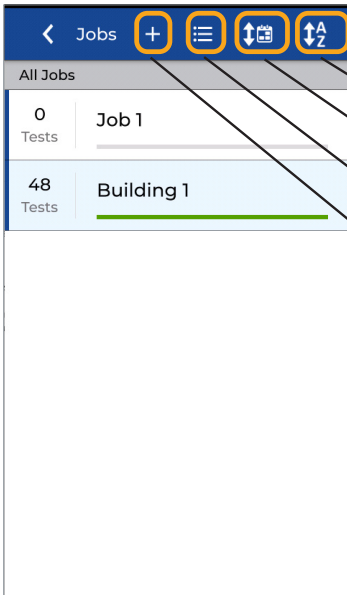 Jobs
A
Z
All Jobs
0
Tests
Job 1
48
Tests
Building 1